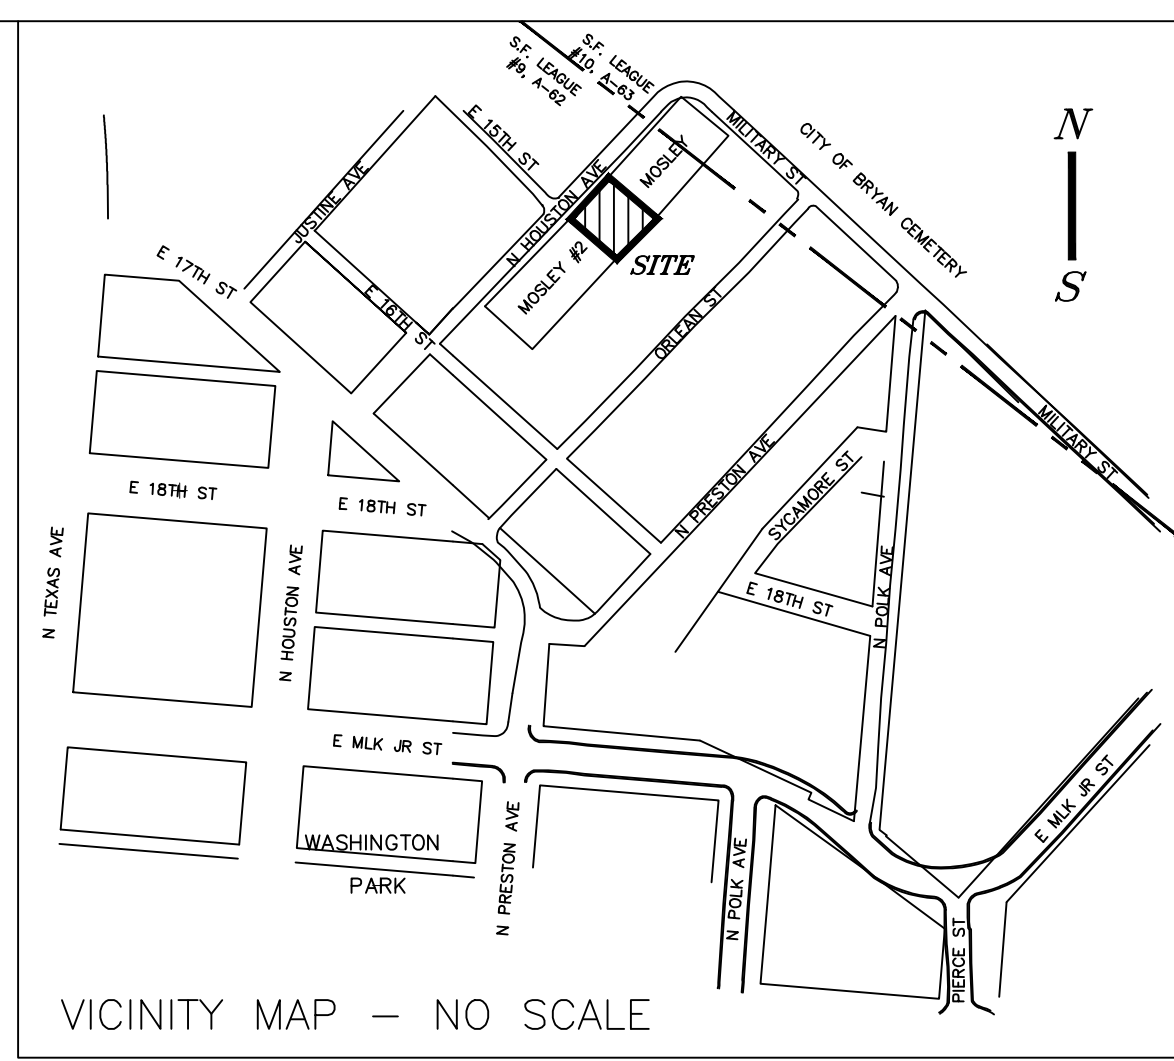 S.F. LEAGUE
#10, A-63
S.F. LEAGUE
#9, A-62
N
S
E 15TH ST
MILITARY ST
CITY OF BRYAN CEMETERY
MOSLEY
JUSTINE AVE
N HOUSTON AVE
SITE
MOSLEY #2
E 17TH ST
E 16TH ST
ORLEAN ST
MILITARY ST
E 18TH ST
E 18TH ST
N PRESTON AVE
SYCAMORE ST
N TEXAS AVE
N HOUSTON AVE
E 18TH ST
N POLK AVE
E MLK JR ST
E MLK JR ST
WASHINGTON
PARK
N PRESTON AVE
N POLK AVE
PIERCE ST
VICINITY MAP - NO SCALE